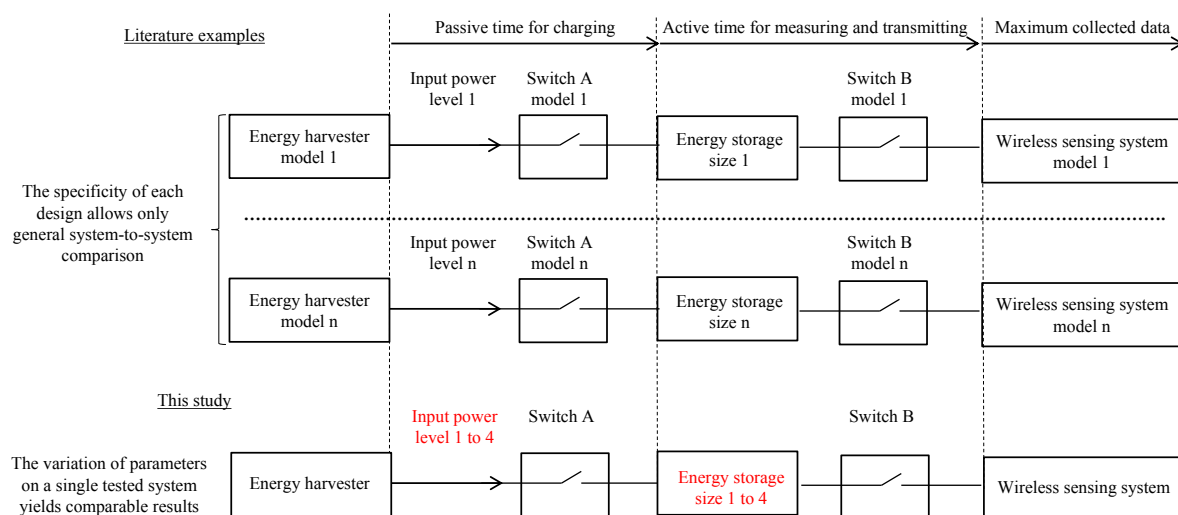 Literature examples
Passive time for charging
Active time for measuring and transmitting
Maximum collected data
Input power
level 1
Switch A
model 1
Switch B
model 1
Energy harvester
model 1
Energy storage
size 1
Wireless sensing system
model 1
The specificity of each
design allows only
general system-to-system
comparison
Input power
level n
Switch A
model n
Switch B
model n
Energy harvester
model n
Energy storage
size n
Wireless sensing system
model n
This study
Input power
level 1 to 4
Switch A
Switch B
The variation of parameters
on a single tested system
yields comparable results
Energy harvester
Energy storage
size 1 to 4
Wireless sensing system